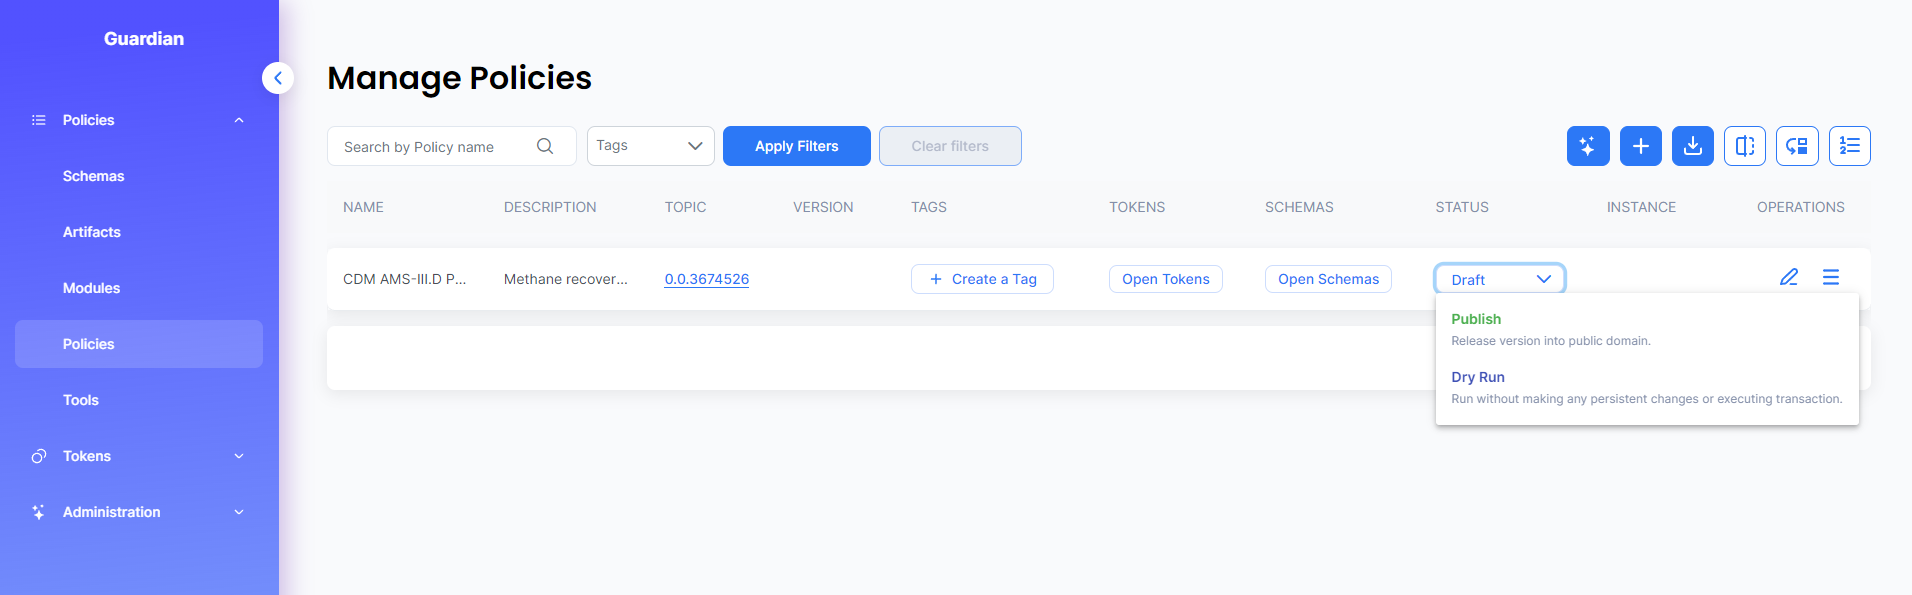 Guardian
Policies
Schemas
Artifacts
Modules
Policies
Tools
Tokens
Administration
Manage Policies
Search by Policy name
Tags
Apply Filters
Clear filters
NAME DESCRIPTION TOPIC VERSION TAGS TOKENS SCHEMAS STATUS INSTANCE OPERATIONS
CDM AMS-III.D P... Methane recover... 0.0.3674526 + Create a Tag Open Tokens Open Schemas Draft
Publish
Release version into public domain.
Dry Run
Run without making any persistent changes or executing transaction.